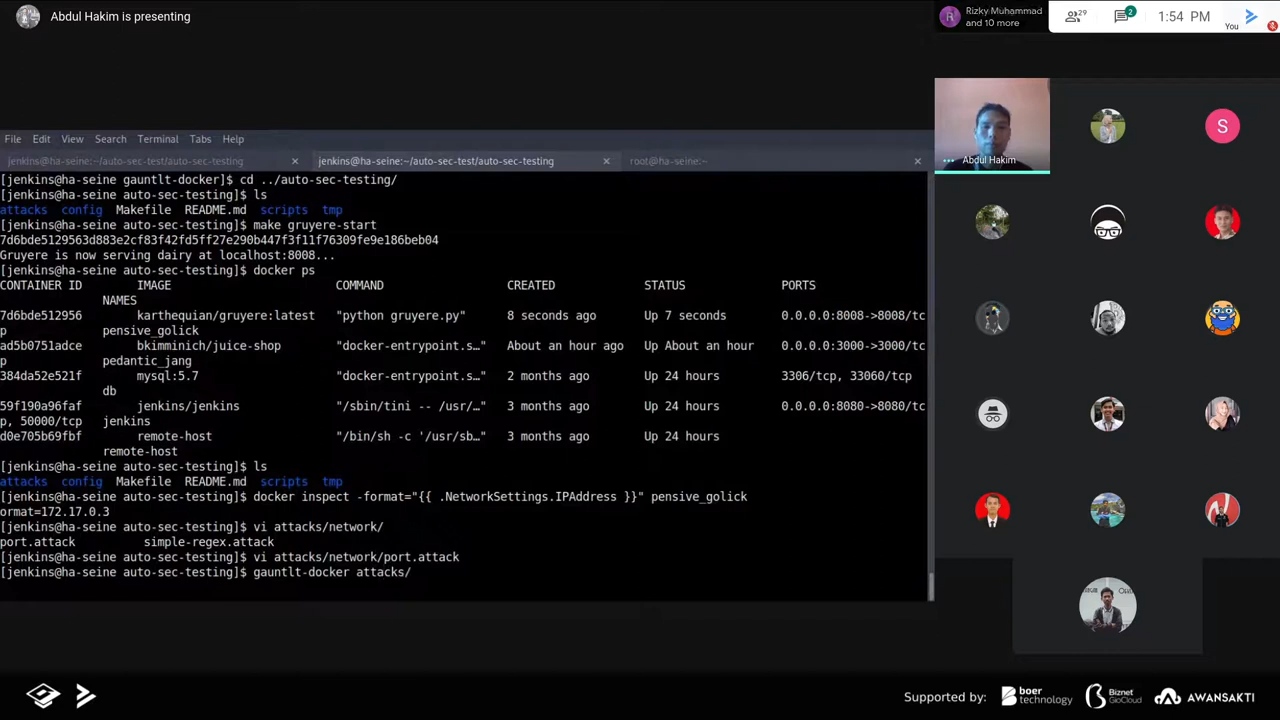 Abdul Hakim is presenting
R
Rizky Muhammad
and 10 more
29
2
1:54 PM
You
File Edit View Search Terminal Tabs Help
jenkins@ha-seine:~/auto-sec-test/auto-sec-testing
jenkins@ha-seine:~/auto-sec-test/auto-sec-testing
root@ha-seine:~
[jenkins@ha-seine gauntlt-docker]$ cd ../auto-sec-testing/
[jenkins@ha-seine auto-sec-testing]$ ls
attacks config Makefile README.md scripts tmp
[jenkins@ha-seine auto-sec-testing]$ make gruyere-start
7d6bde5129563d883e2cf83f42fd5ff27e290b447f3f11f76309fe9e186beb04
Gruyere is now serving dairy at localhost:8008...
[jenkins@ha-seine auto-sec-testing]$ docker ps
CONTAINER ID IMAGE COMMAND CREATED STATUS PORTS
NAMES
7d6bde512956 karthequian/gruyere:latest "python gruyere.py" 8 seconds ago Up 7 seconds 0.0.0.0:8008->8008/tc
p pensive_golick
ad5b0751adce bkimminich/juice-shop "docker-entrypoint.s…" About an hour ago Up About an hour 0.0.0.0:3000->3000/tc
p pedantic_jang
384da52e521f mysql:5.7 "docker-entrypoint.s…" 2 months ago Up 24 hours 3306/tcp, 33060/tcp
db
59f190a96faf jenkins/jenkins "/sbin/tini -- /usr/…" 3 months ago Up 24 hours 0.0.0.0:8080->8080/tc
p, 50000/tcp jenkins
d0e705b69fbf remote-host "/bin/sh -c '/usr/sb…" 3 months ago Up 24 hours
remote-host
[jenkins@ha-seine auto-sec-testing]$ ls
attacks config Makefile README.md scripts tmp
[jenkins@ha-seine auto-sec-testing]$ docker inspect -format="{{ .NetworkSettings.IPAddress }}" pensive_golick
ormat=172.17.0.3
[jenkins@ha-seine auto-sec-testing]$ vi attacks/network/
port.attack simple-regex.attack
[jenkins@ha-seine auto-sec-testing]$ vi attacks/network/port.attack
[jenkins@ha-seine auto-sec-testing]$ gauntlt-docker attacks/
Abdul Hakim
S
Supported by:
boer
technology
Biznet
GioCloud
AWANSAKTI